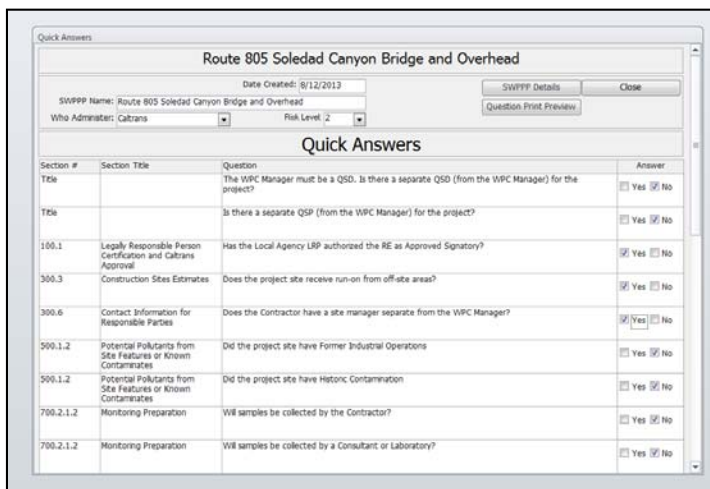 Quick Answers
Route 805 Soledad Canyon Bridge and Overhead
Date Created: 8/12/2013
SWPPP Details
Close
SWPPP Name: Route 805 Soledad Canyon Bridge and Overhead
Question Print Preview
Who Administer: Caltrans
Risk Level 2
Quick Answers
Section # Section Title Question Answer
Title The WPC Manager must be a QSD. Is there a separate QSD (from the WPC Manager) for the
project?
Yes No
Title Is there a separate QSP (from the WPC Manager) for the project?
Yes No
100.1 Legally Responsible Person Has the Local Agency LRP authorized the RE as Approved Signatory?
Certification and Caltrans
Approval
Yes No
300.3 Construction Sites Estimates Does the project site receive run-on from off-site areas?
Yes No
300.6 Contact Information for Does the Contractor have a site manager separate from the WPC Manager?
Responsible Parties
Yes No
500.1.2 Potential Pollutants from Did the project site have Former Industrial Operations
Site Features or Known
Contaminates
Yes No
500.1.2 Potential Pollutants from Did the project site have Historic Contamination
Site Features or Known
Contaminates
Yes No
700.2.1.2 Monitoring Preparation Will samples be collected by the Contractor?
Yes No
700.2.1.2 Monitoring Preparation Will samples be collected by a Consultant or Laboratory?
Yes No